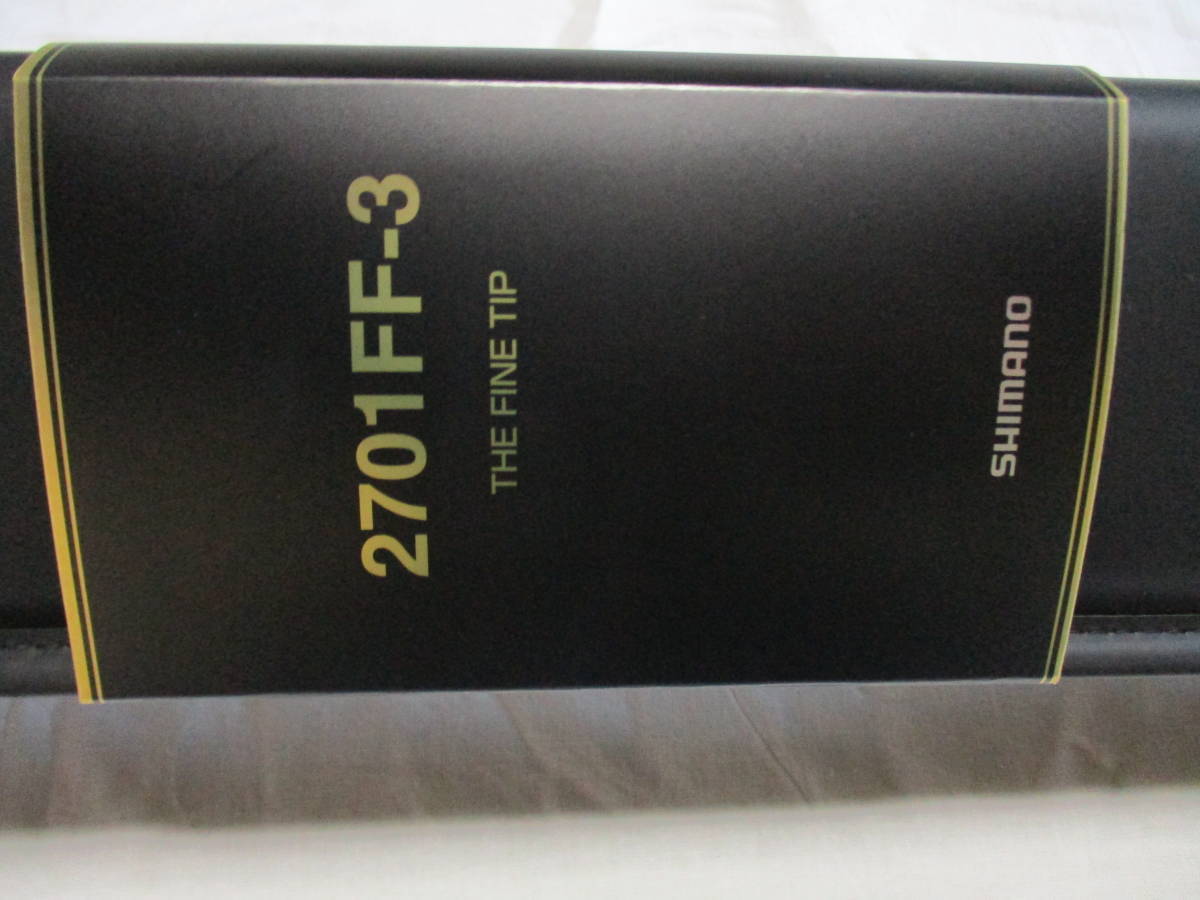 2701FF-3
THE FINE TIP
SHIMANO